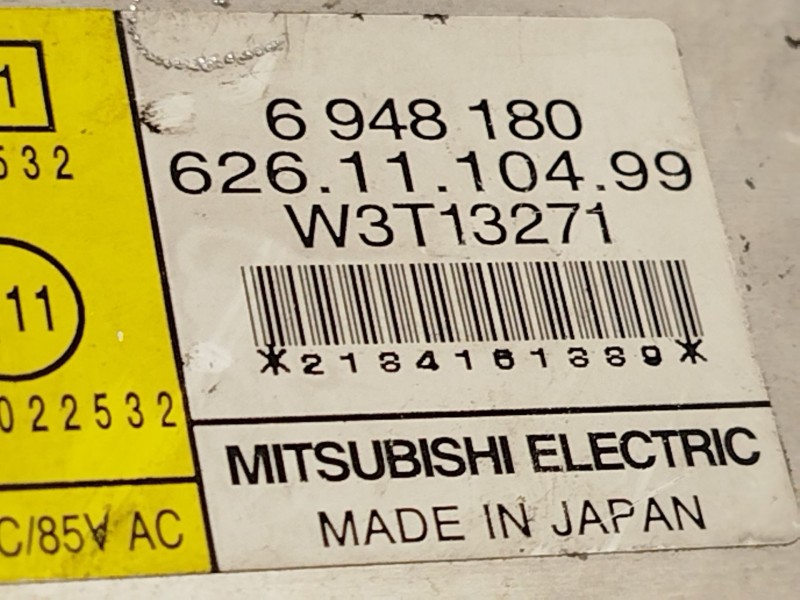 1
532
11
022532
C/85V AC
6 948 180
626.11.104.99
W3T13271
MITSUBISHI ELECTRIC
MADE IN JAPAN